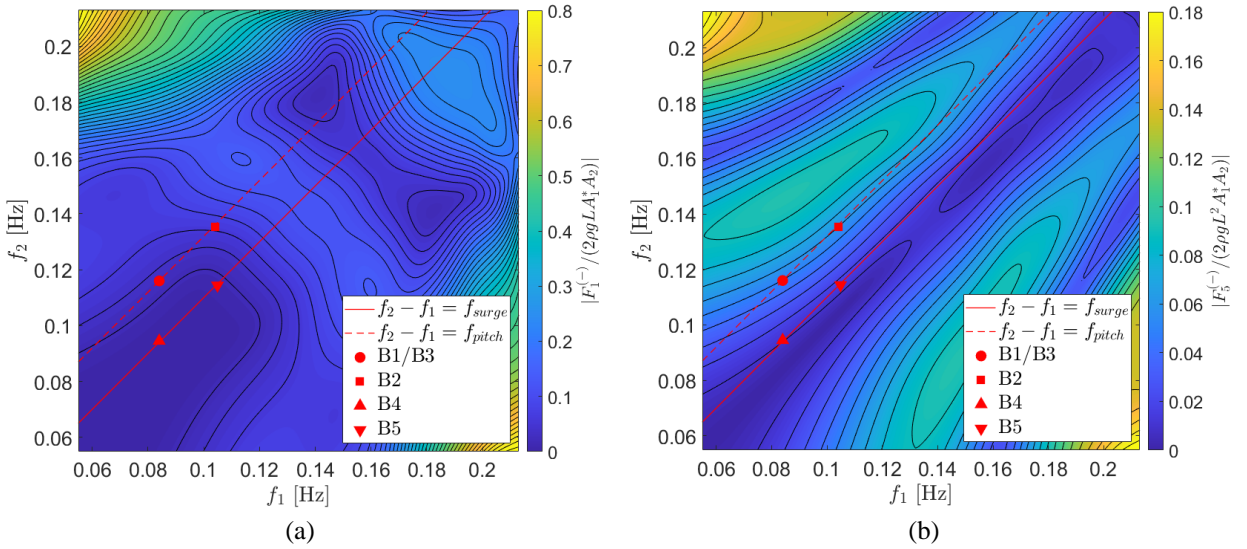 0.8
0.7
0.6
0.5
0.4
0.3
0.2
0.1
0
|F₁⁽⁻⁾/(2ρgLA₁*A₂)|
0.2
0.18
0.16
0.14
0.12
0.1
0.08
0.06
f₂ [Hz]
f₂ − f₁ = f_surge
f₂ − f₁ = f_pitch
B1/B3
B2
B4
B5
0.06 0.08 0.1 0.12 0.14 0.16 0.18 0.2
f₁ [Hz]
(a)
0.18
0.16
0.14
0.12
0.1
0.08
0.06
0.04
0.02
0
|F₅⁽⁻⁾/(2ρgL²A₁*A₂)|
0.2
0.18
0.16
0.14
0.12
0.1
0.08
0.06
f₂ [Hz]
f₂ − f₁ = f_surge
f₂ − f₁ = f_pitch
B1/B3
B2
B4
B5
0.06 0.08 0.1 0.12 0.14 0.16 0.18 0.2
f₁ [Hz]
(b)